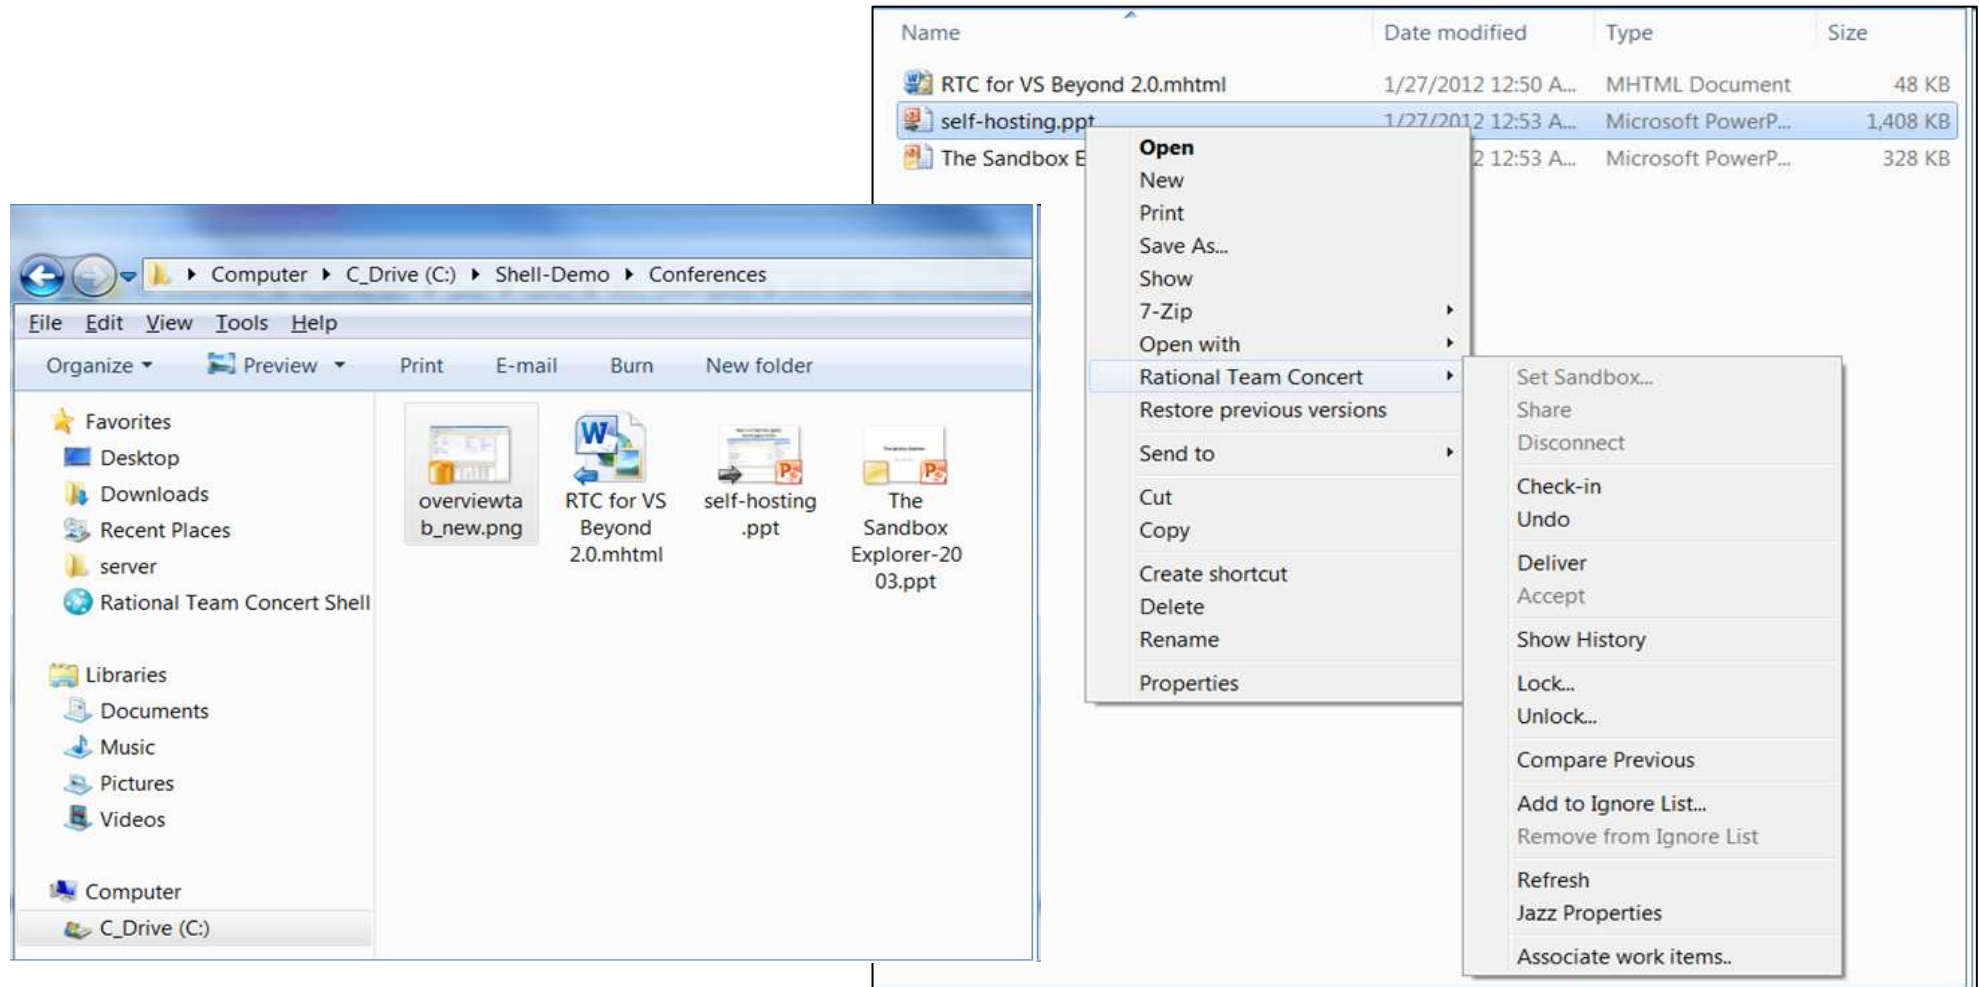 Name Date modified Type Size
RTC for VS Beyond 2.0.mhtml 1/27/2012 12:50 A... MHTML Document 48 KB
self-hosting.ppt 1/27/2012 12:53 A... Microsoft PowerP... 1,408 KB
The Sandbox E 2 12:53 A... Microsoft PowerP... 328 KB
Open
New
Print
Save As...
Show
7-Zip
Open with
Rational Team Concert
Restore previous versions
Send to
Cut
Copy
Create shortcut
Delete
Rename
Properties
Set Sandbox...
Share
Disconnect
Check-in
Undo
Deliver
Accept
Show History
Lock...
Unlock...
Compare Previous
Add to Ignore List...
Remove from Ignore List
Refresh
Jazz Properties
Associate work items..
Computer C_Drive (C:) Shell-Demo Conferences
File Edit View Tools Help
Organize Preview Print E-mail Burn New folder
Favorites
Desktop
Downloads
Recent Places
server
Rational Team Concert Shell
Libraries
Documents
Music
Pictures
Videos
Computer
C_Drive (C:)
overviewta
b_new.png
RTC for VS
Beyond
2.0.mhtml
self-hosting
.ppt
The
Sandbox
Explorer-20
03.ppt